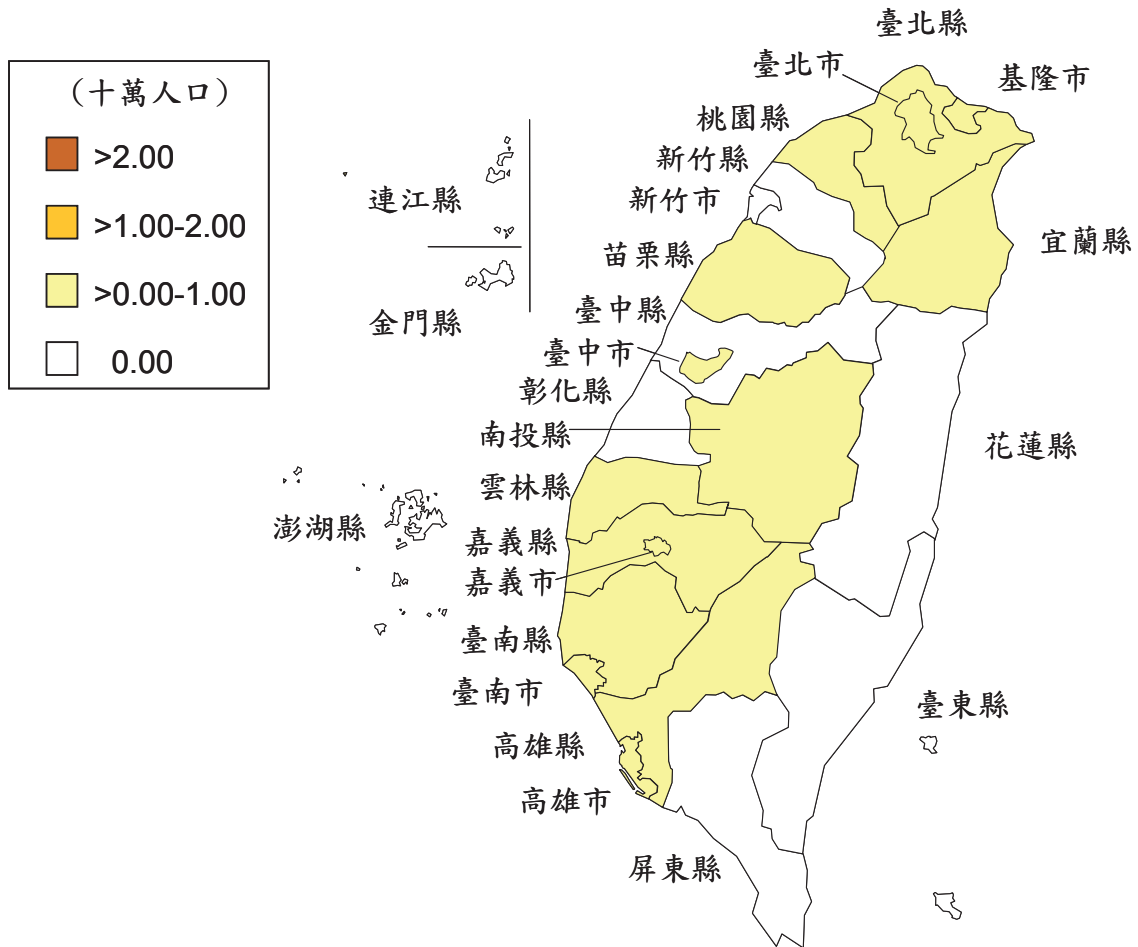 （十萬人口）
>2.00
>1.00-2.00
>0.00-1.00
0.00
臺北縣
臺北市
基隆市
桃園縣
新竹縣
新竹市
連江縣
苗栗縣
宜蘭縣
金門縣
臺中縣
臺中市
彰化縣
南投縣
花蓮縣
雲林縣
澎湖縣
嘉義縣
嘉義市
臺南縣
臺南市
臺東縣
高雄縣
高雄市
屏東縣